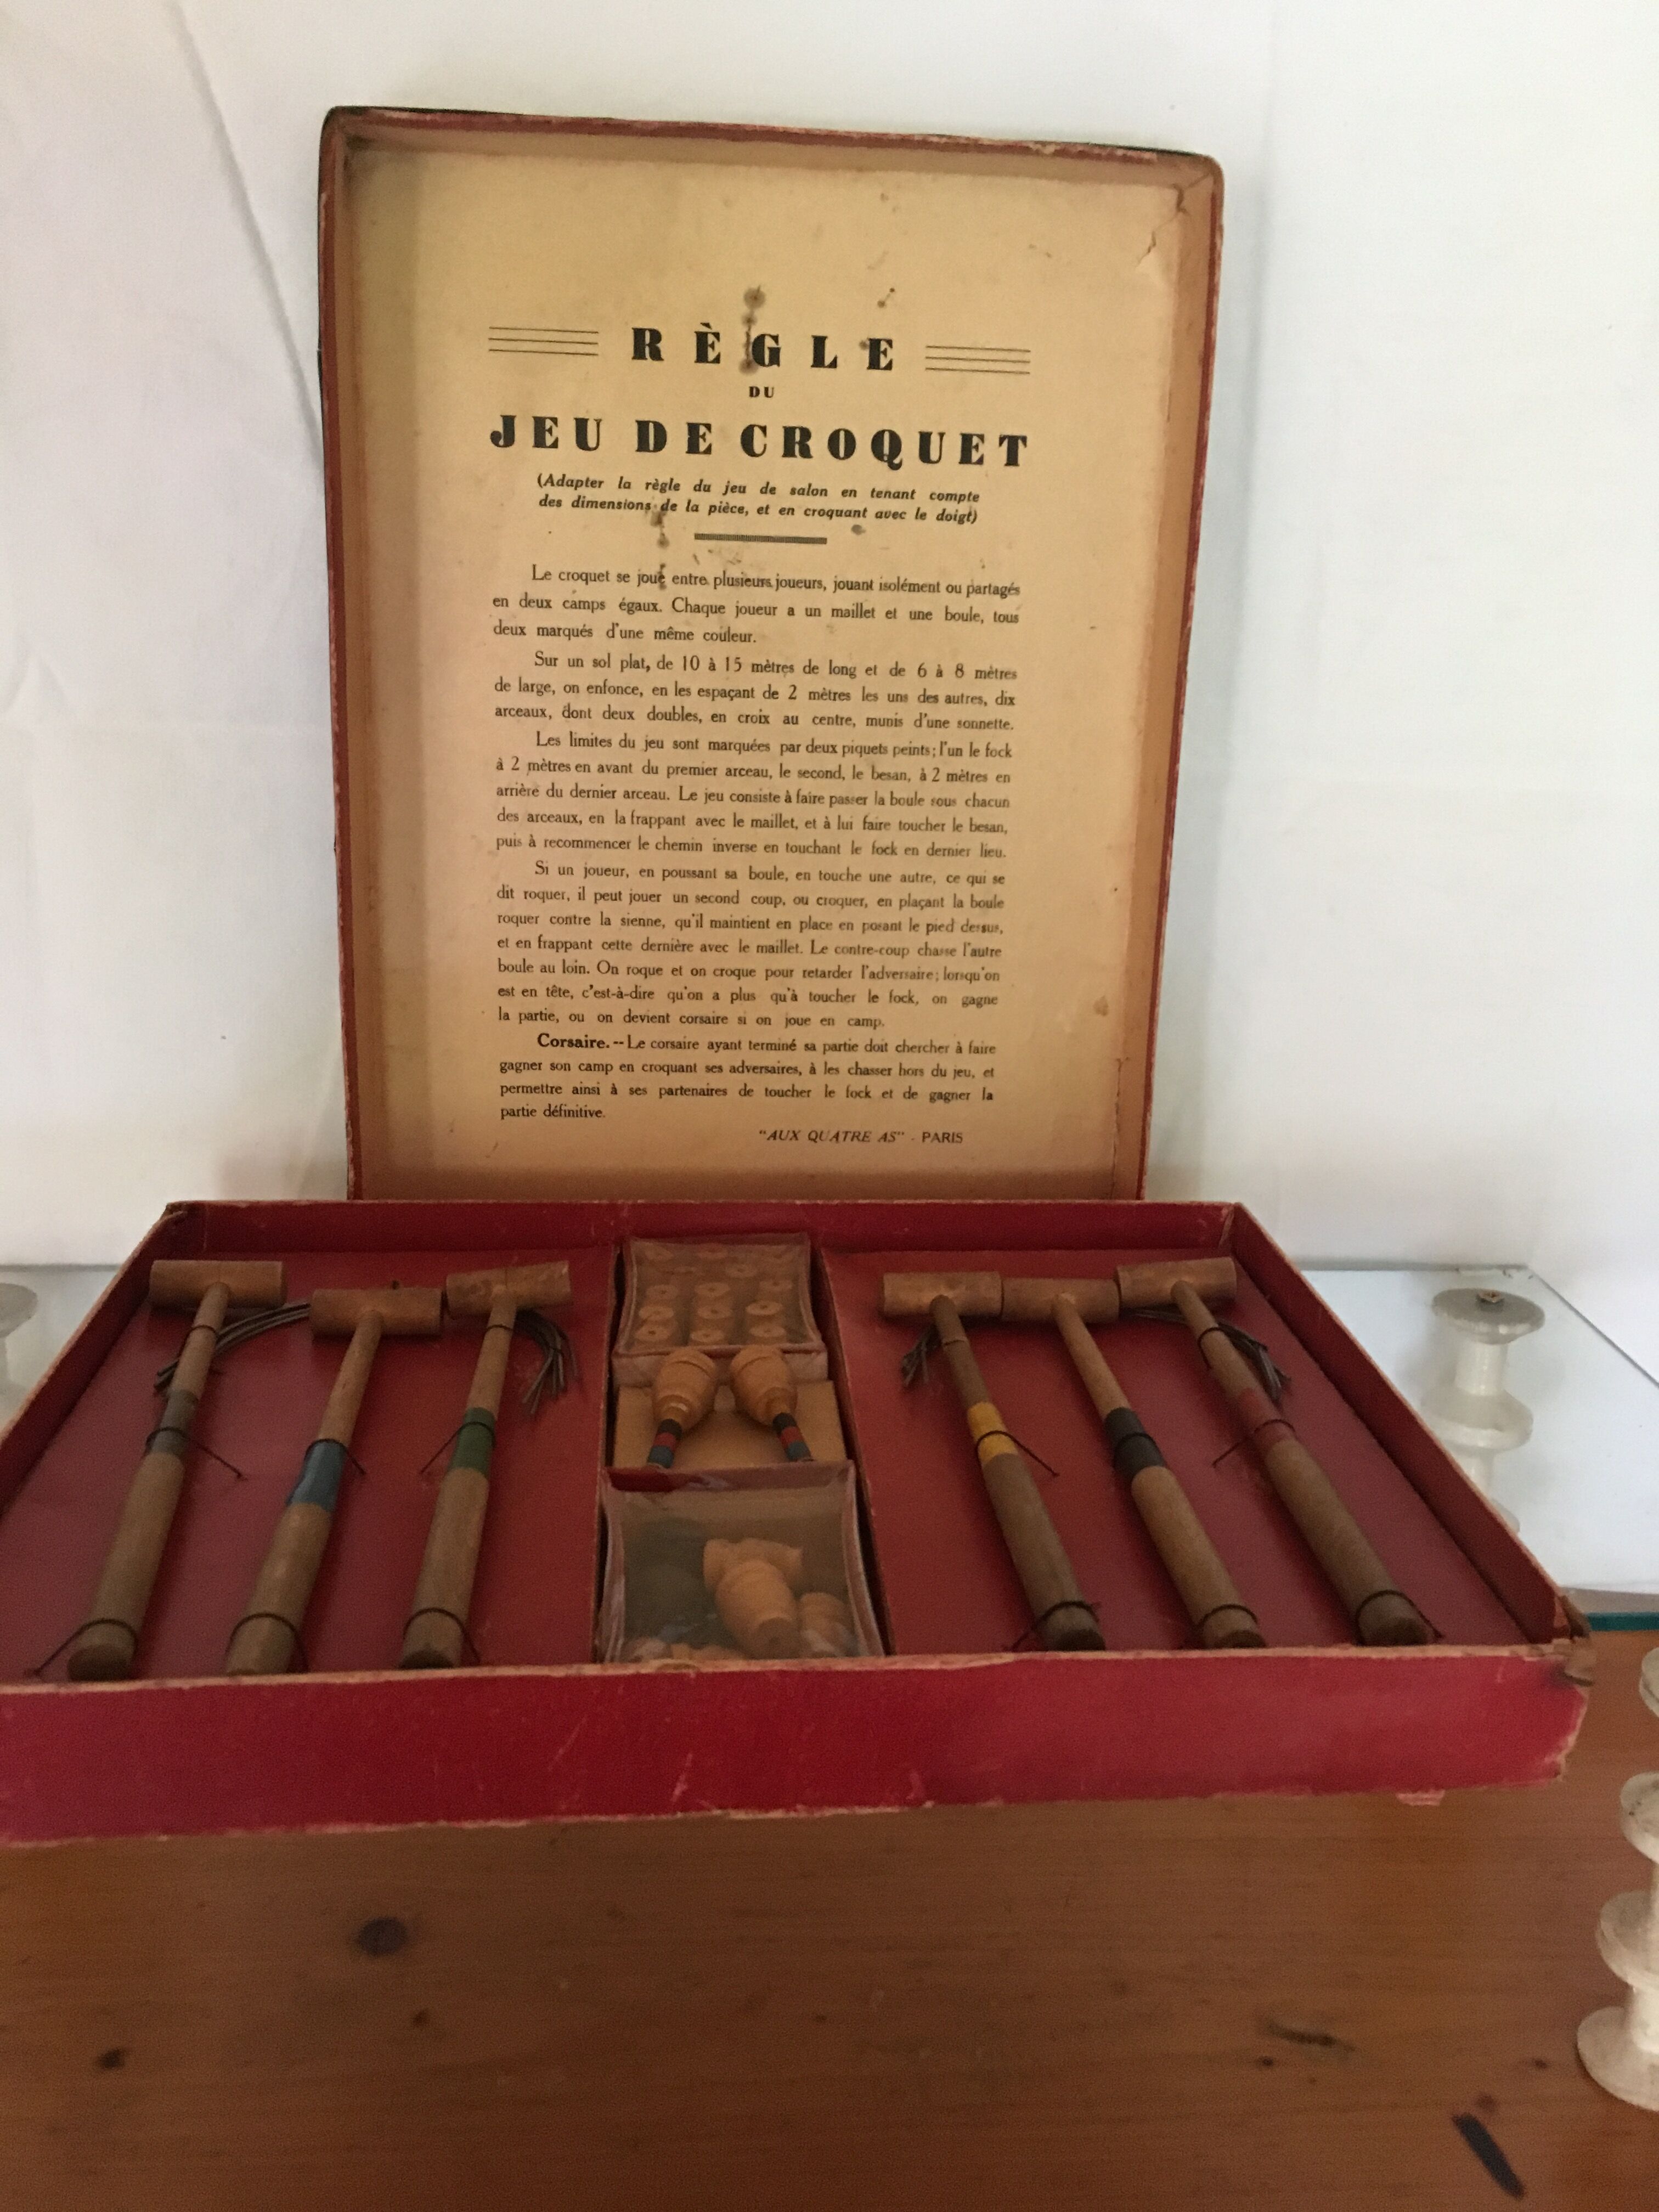 RÈGLE
DU
JEU DE CROQUET
(Adapter la règle du jeu de salon en tenant compte
des dimensions de la pièce, et en croquant avec le doigt)
Le croquet se joue entre plusieurs joueurs, jouant isolément ou partagés
en deux camps égaux. Chaque joueur a un maillet et une boule, tous
deux marqués d'une même couleur.
Sur un sol plat, de 10 à 15 mètres de long et de 6 à 8 mètres
de large, on enfonce, en les espaçant de 2 mètres les uns des autres, dix
arceaux, dont deux doubles, en croix au centre, munis d'une sonnette.
Les limites du jeu sont marquées par deux piquets peints; l'un le fock
à 2 mètres en avant du premier arceau, le second, le besan, à 2 mètres en
arrière du dernier arceau. Le jeu consiste à faire passer la boule sous chacun
des arceaux, en la frappant avec le maillet, et à lui faire toucher le besan,
puis à recommencer le chemin inverse en touchant le fock en dernier lieu.
Si un joueur, en poussant sa boule, en touche une autre, ce qui se
dit roquer, il peut jouer un second coup, ou croquer, en plaçant la boule
roquer contre la sienne, qu'il maintient en place en posant le pied dessus,
et en frappant cette dernière avec le maillet. Le contre-coup chasse l'autre
boule au loin. On roque et on croque pour retarder l'adversaire; lorsqu'on
est en tête, c'est-à-dire qu'on a plus qu'à toucher le fock, on gagne
la partie, ou on devient corsaire si on joue en camp.
Corsaire. -- Le corsaire ayant terminé sa partie doit chercher à faire
gagner son camp en croquant ses adversaires, à les chasser hors du jeu, et
permettre ainsi à ses partenaires de toucher le fock et de gagner la
partie définitive.
"AUX QUATRE AS" - PARIS